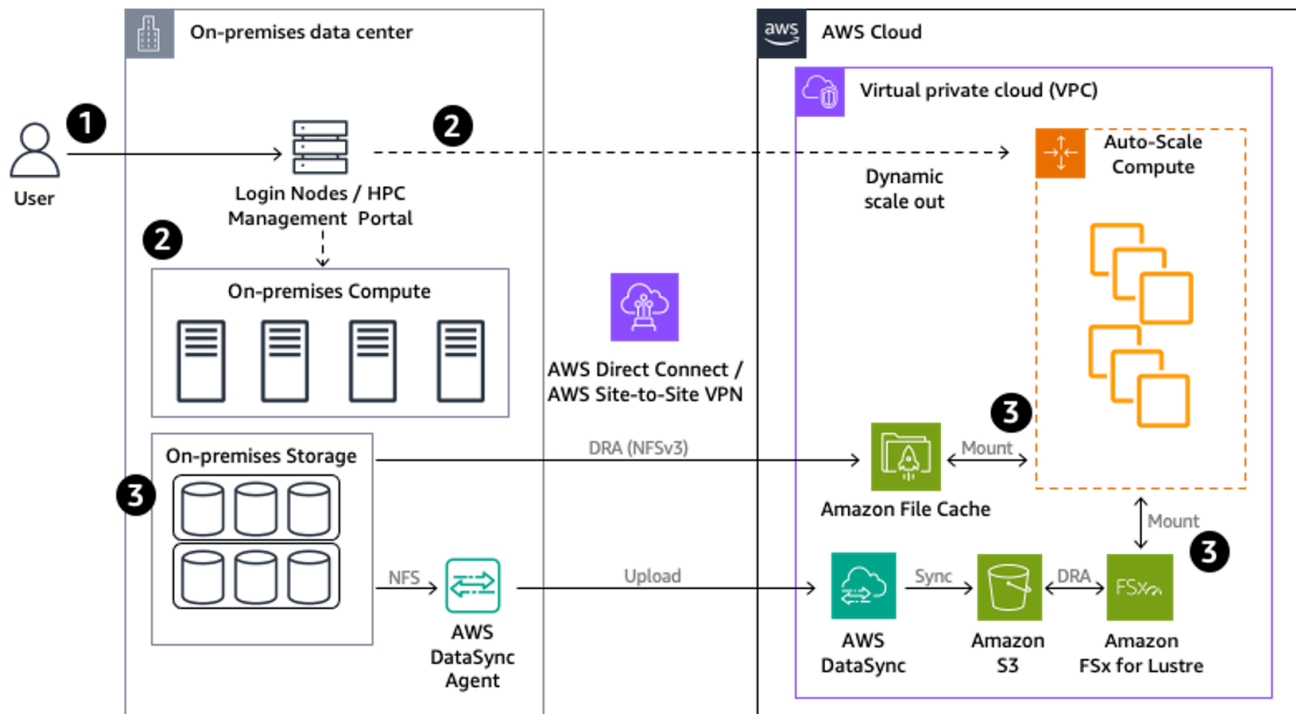 On-premises data center
aws
AWS Cloud
Virtual private cloud (VPC)
1
User
Login Nodes / HPC
Management Portal
2
2
Dynamic
scale out
Auto-Scale
Compute
On-premises Compute
AWS Direct Connect /
AWS Site-to-Site VPN
3
On-premises Storage
DRA (NFSv3)
Amazon File Cache
Mount
3
Mount
3
NFS
AWS
DataSync
Agent
Upload
AWS
DataSync
Sync
Amazon
S3
DRA
FSx
Amazon
FSx for Lustre